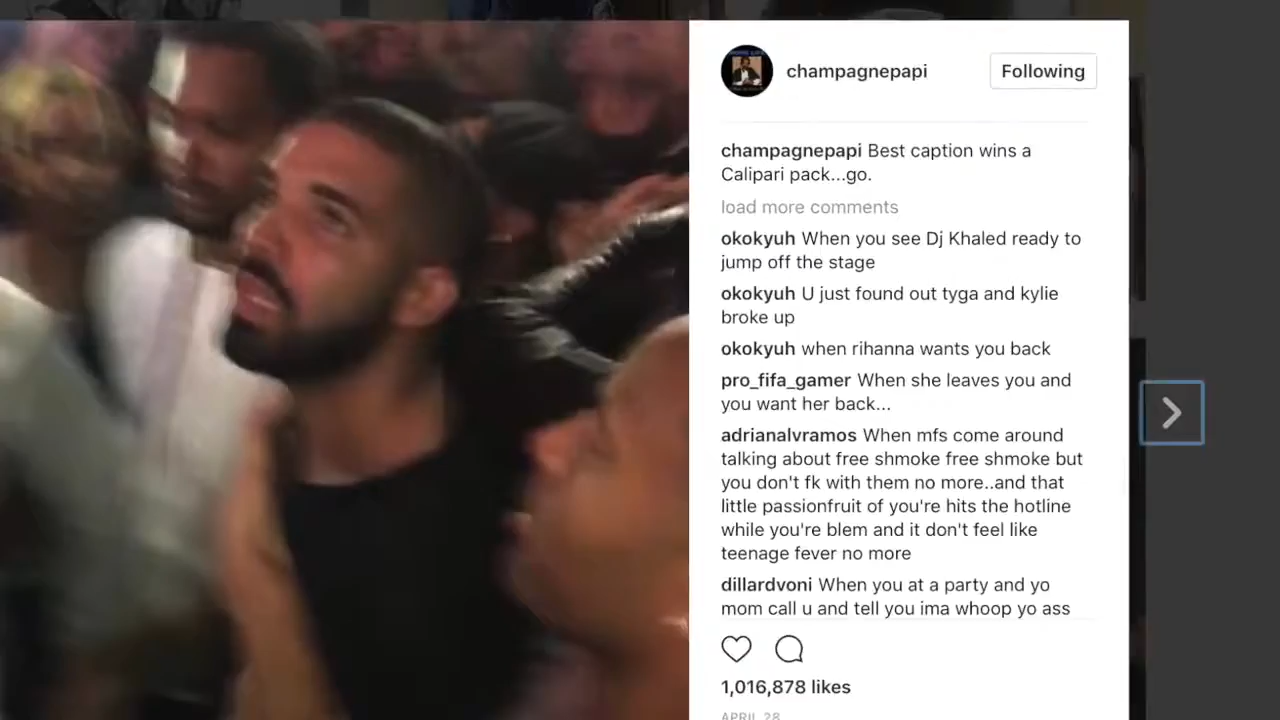 champagnepapi
Following
champagnepapi Best caption wins a
Calipari pack...go.
load more comments
okokyuh When you see Dj Khaled ready to
jump off the stage
okokyuh U just found out tyga and kylie
broke up
okokyuh when rihanna wants you back
pro_fifa_gamer When she leaves you and
you want her back...
adrianalvramos When mfs come around
talking about free shmoke free shmoke but
you don't fk with them no more..and that
little passionfruit of you're hits the hotline
while you're blem and it don't feel like
teenage fever no more
dillardvoni When you at a party and yo
mom call u and tell you ima whoop yo ass
1,016,878 likes
APRIL 28